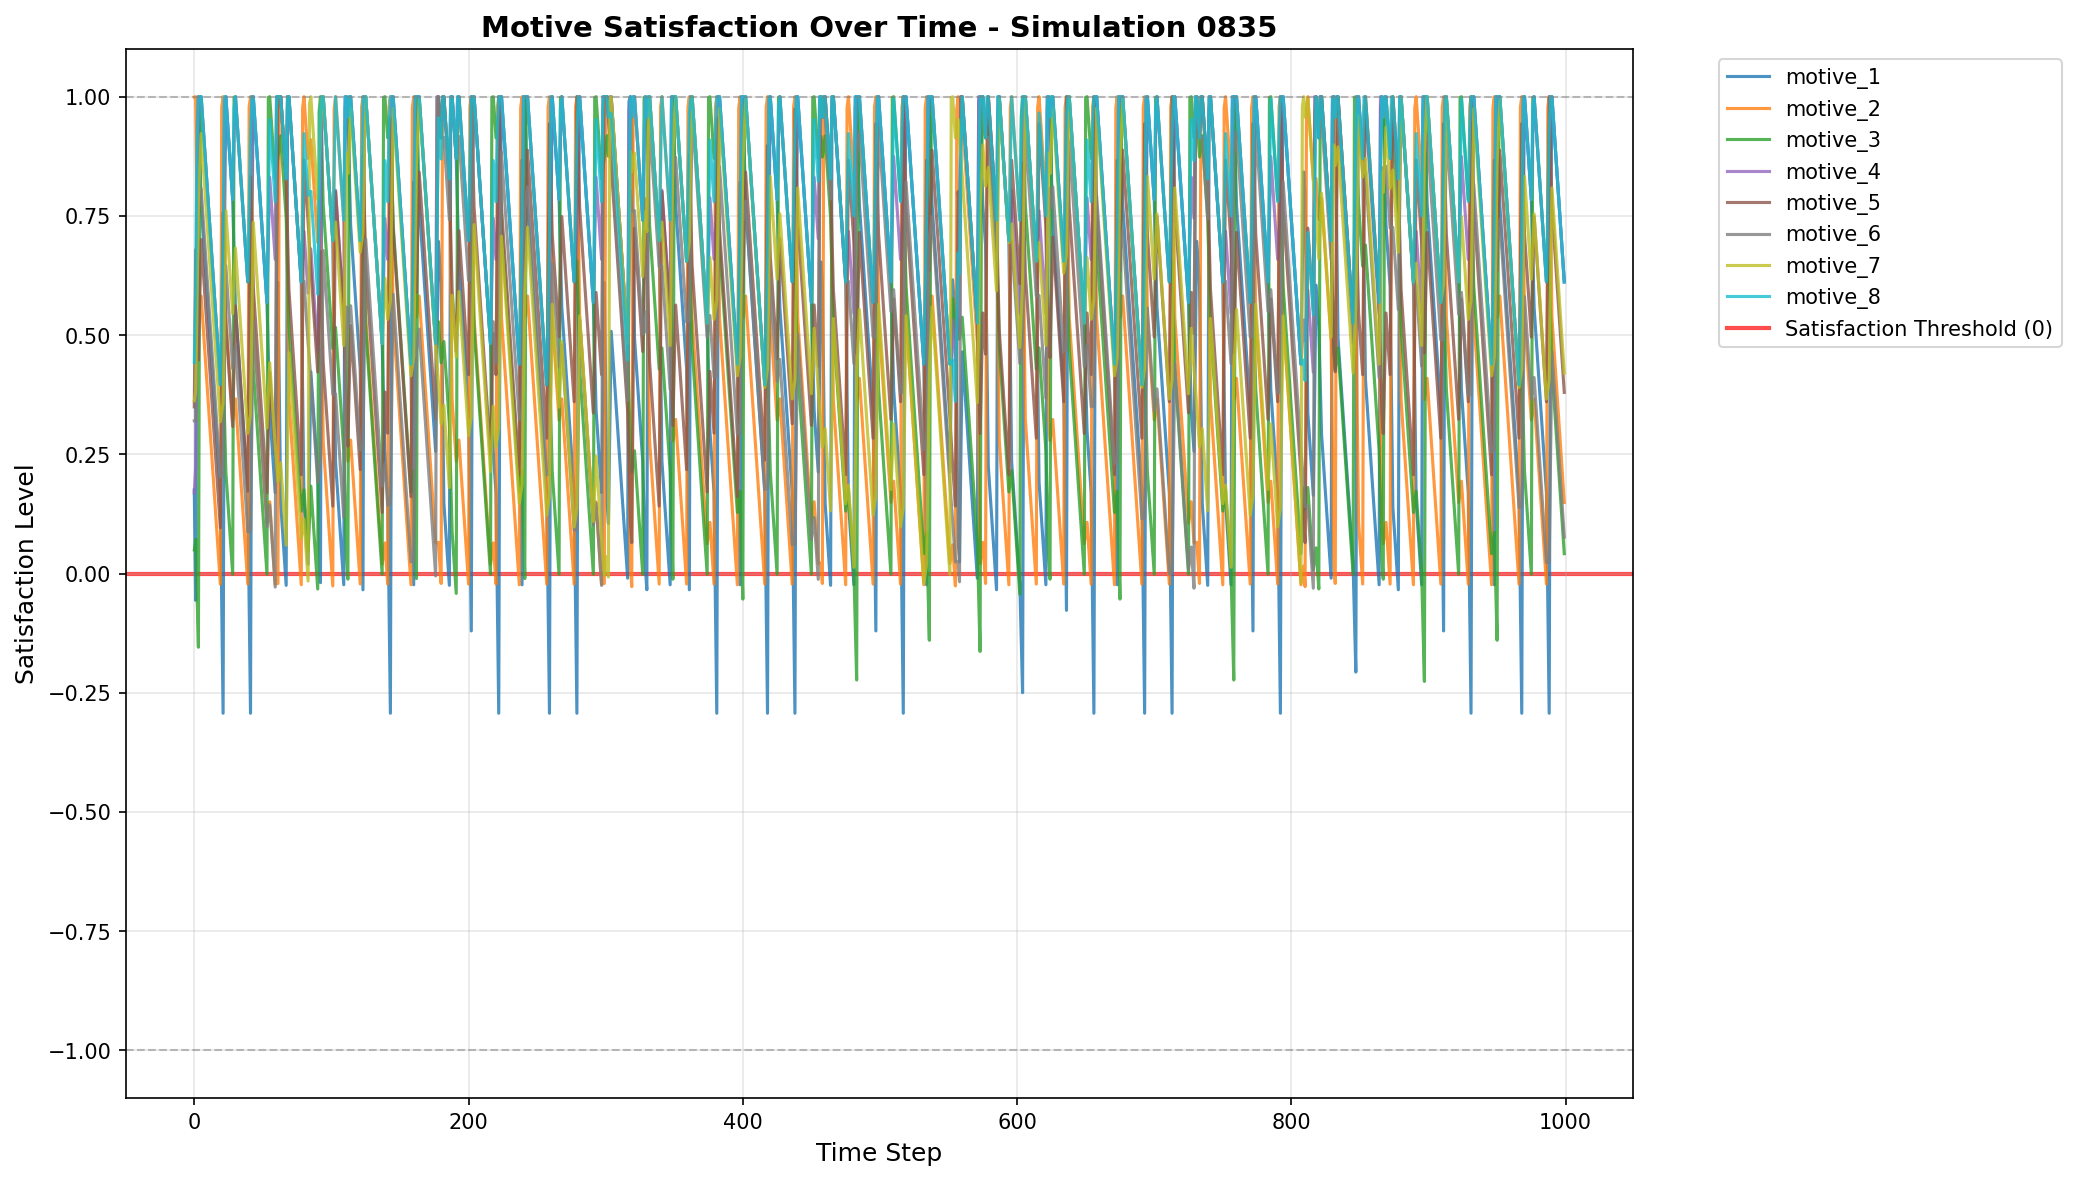 Motive Satisfaction Over Time - Simulation 0835
1.00
0.75
0.50
0.25
0.00
−0.25
−0.50
−0.75
−1.00
Satisfaction Level
0
200
400
600
800
1000
Time Step
motive_1
motive_2
motive_3
motive_4
motive_5
motive_6
motive_7
motive_8
Satisfaction Threshold (0)